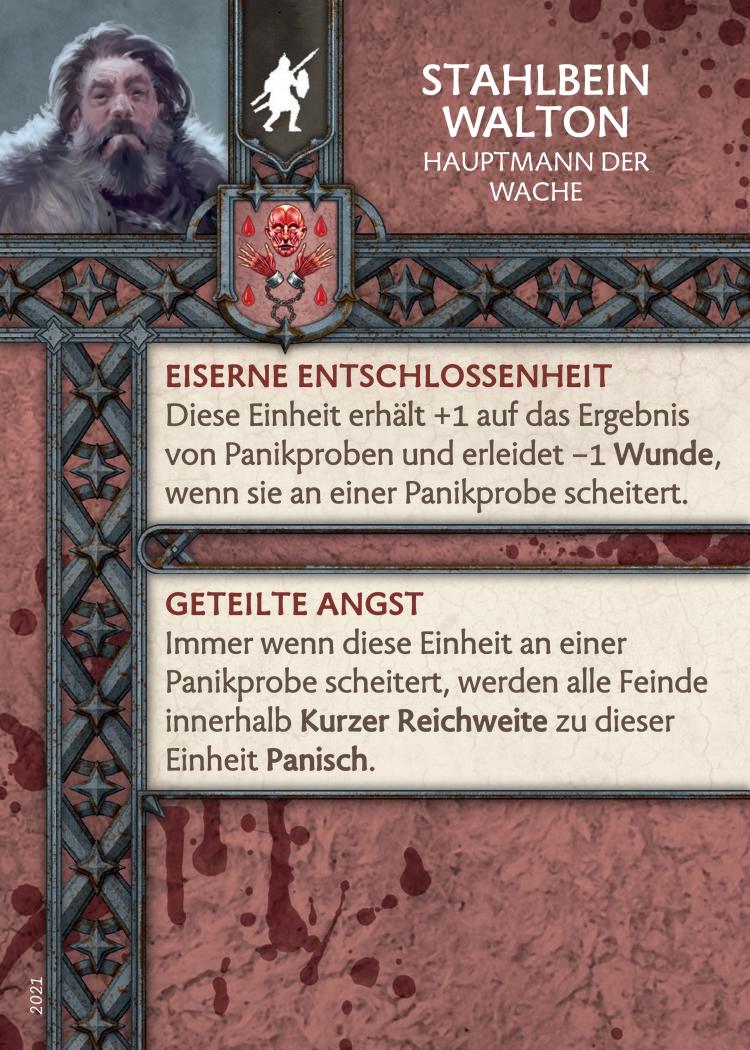 STAHLBEIN
WALTON
HAUPTMANN DER
WACHE
EISERNE ENTSCHLOSSENHEIT
Diese Einheit erhält +1 auf das Ergebnis
von Panikproben und erleidet −1 Wunde,
wenn sie an einer Panikprobe scheitert.
GETEILTE ANGST
Immer wenn diese Einheit an einer
Panikprobe scheitert, werden alle Feinde
innerhalb Kurzer Reichweite zu dieser
Einheit Panisch.
2021